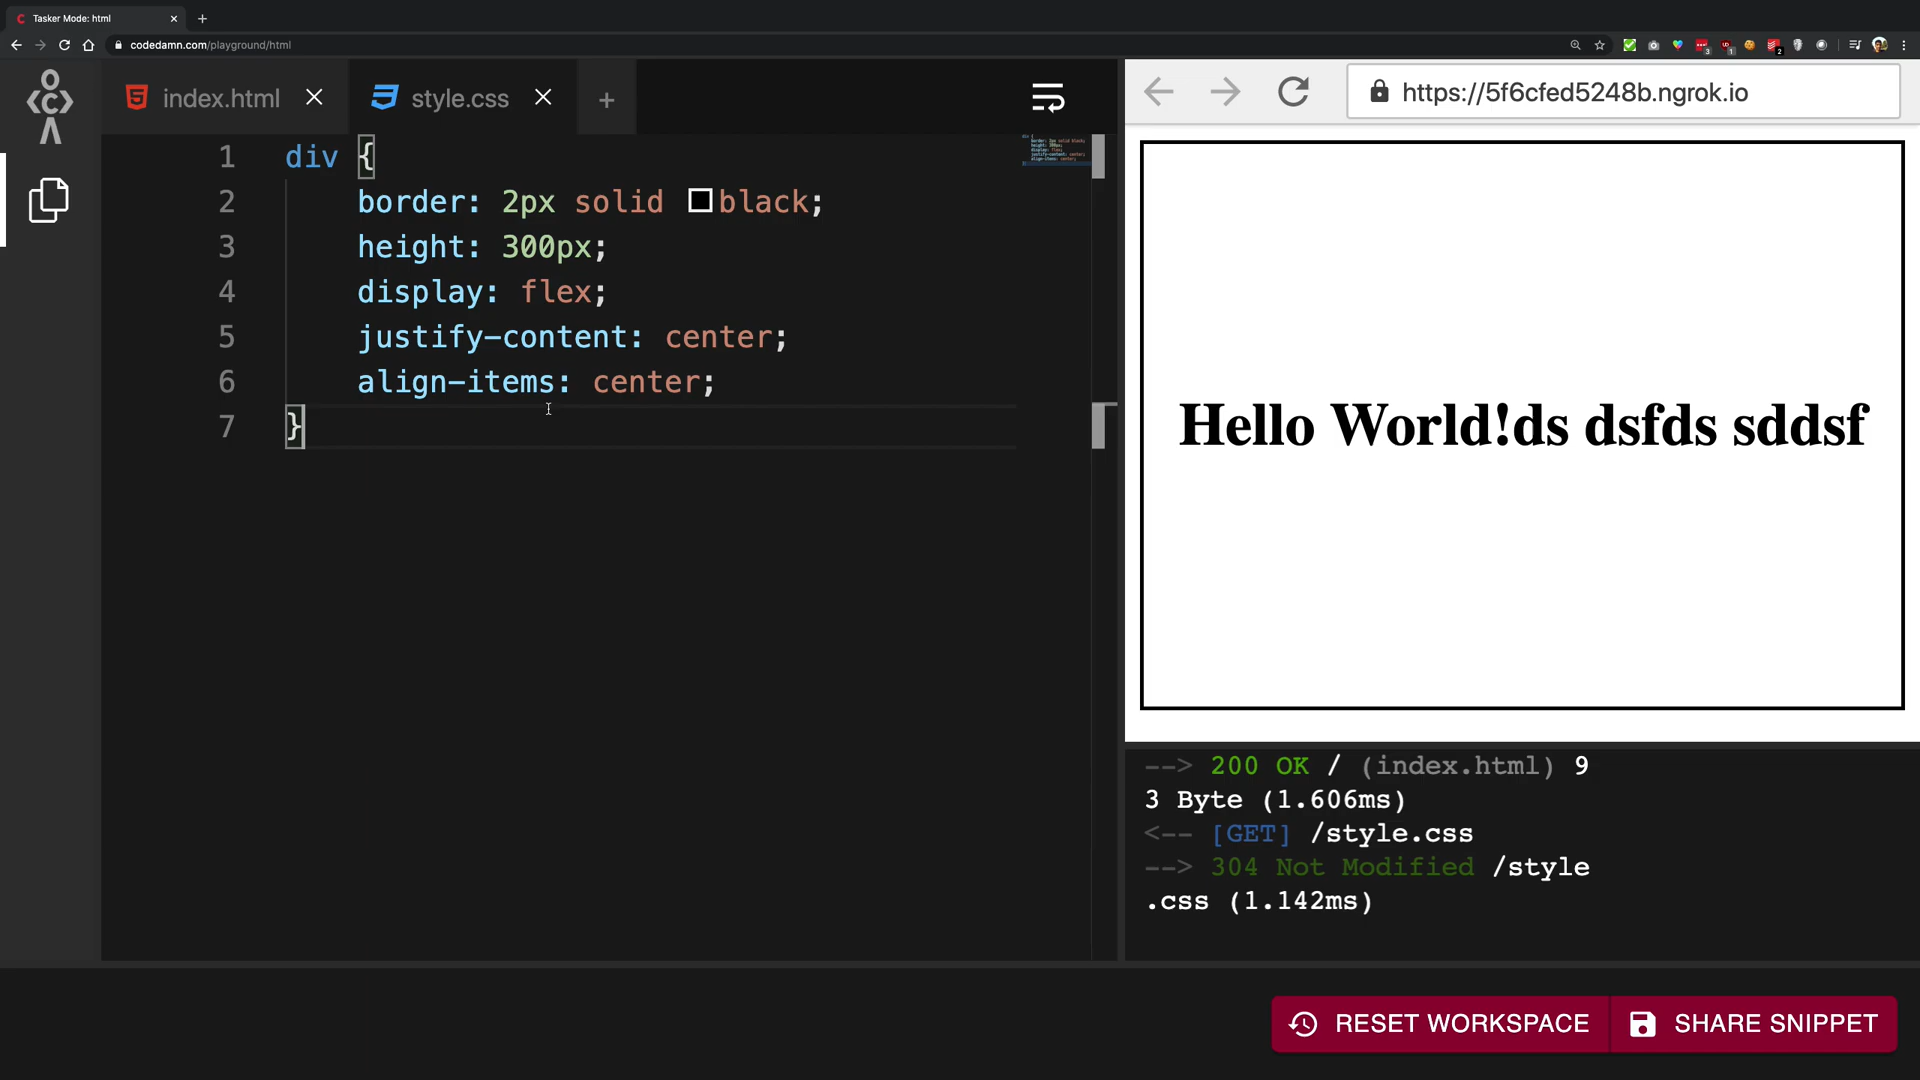 Tasker Mode: html
codedamn.com/playground/html
index.html
style.css
https://5f6cfed5248b.ngrok.io
1 div {
2 border: 2px solid black;
3 height: 300px;
4 display: flex;
5 justify-content: center;
6 align-items: center;
7 }
Hello World!ds dsfds sddsf
--> 200 OK / (index.html) 9
3 Byte (1.606ms)
<-- [GET] /style.css
--> 304 Not Modified /style
.css (1.142ms)
RESET WORKSPACE
SHARE SNIPPET